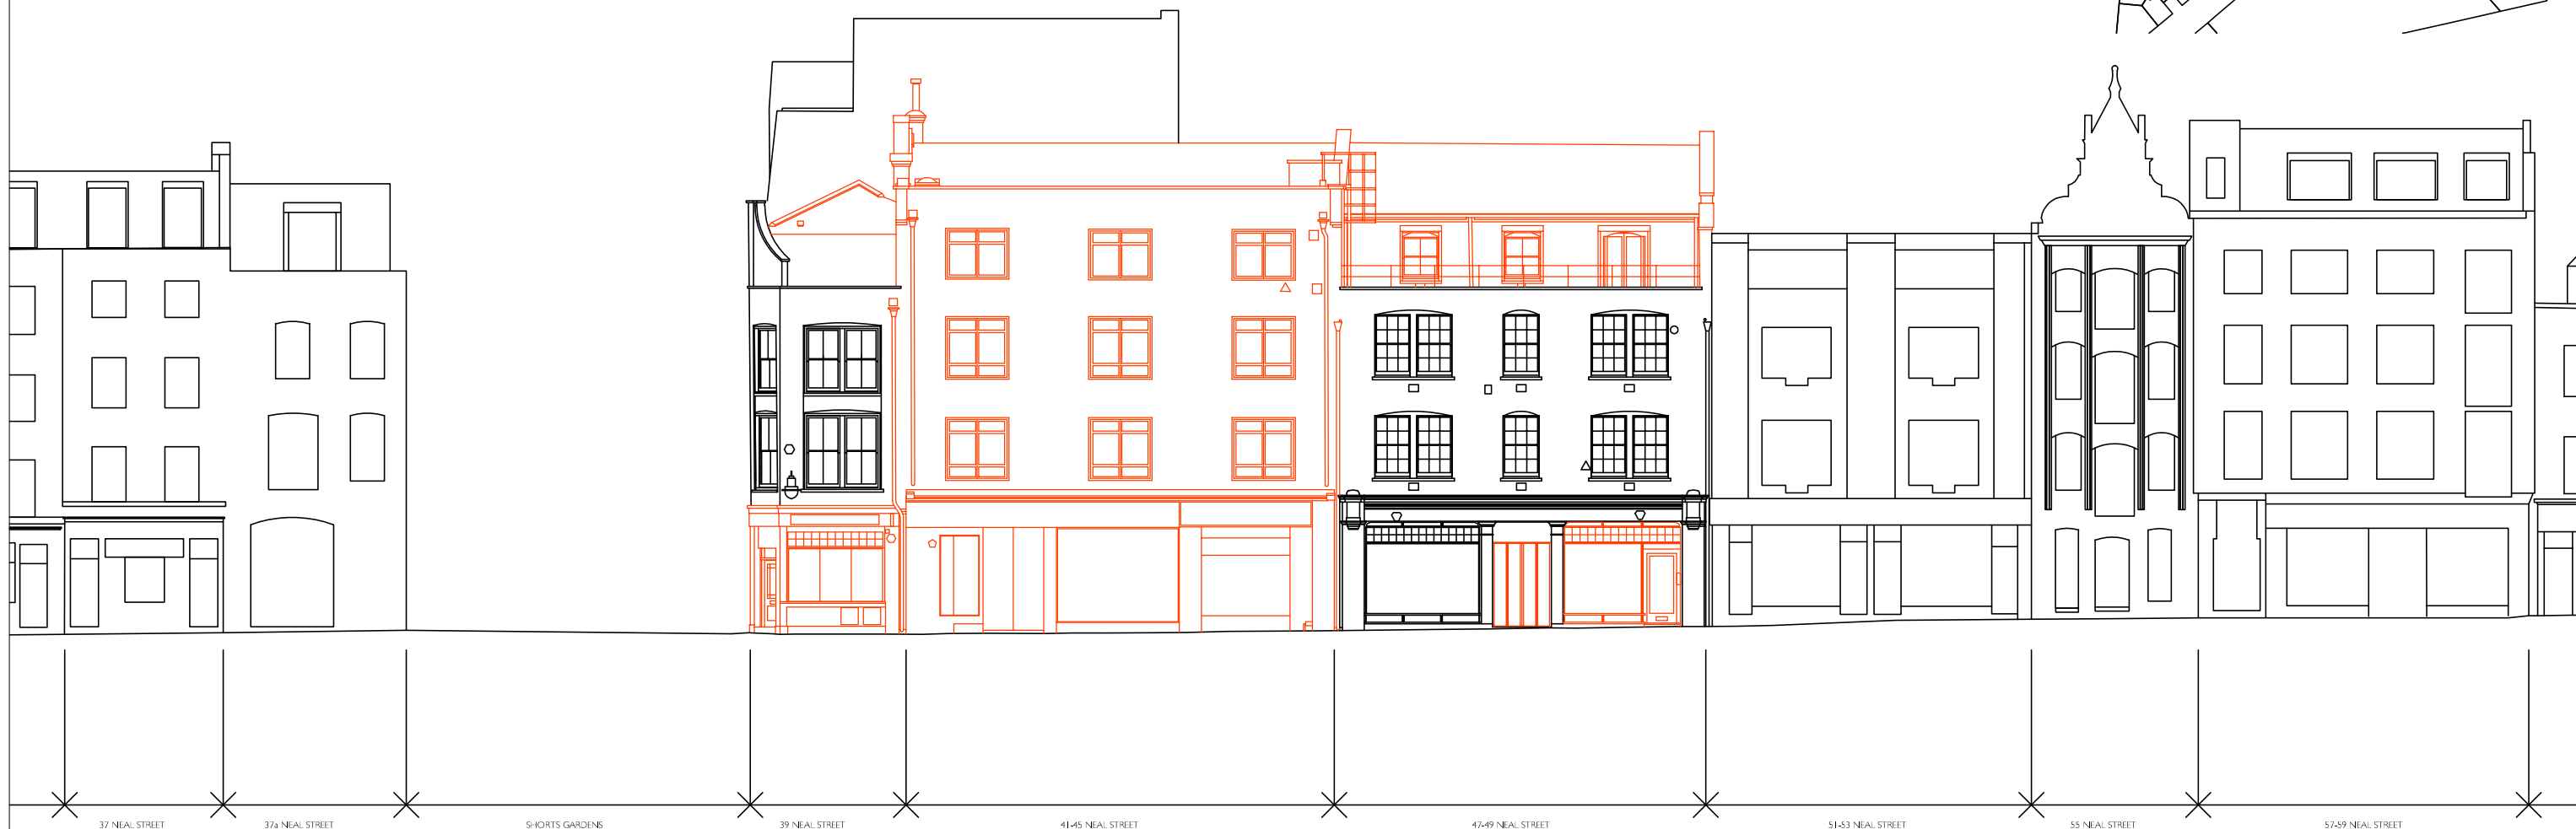 37 NEAL STREET
37a NEAL STREET
SHORTS GARDENS
39 NEAL STREET
41-45 NEAL STREET
47-49 NEAL STREET
51-53 NEAL STREET
55 NEAL STREET
57-59 NEAL STREET